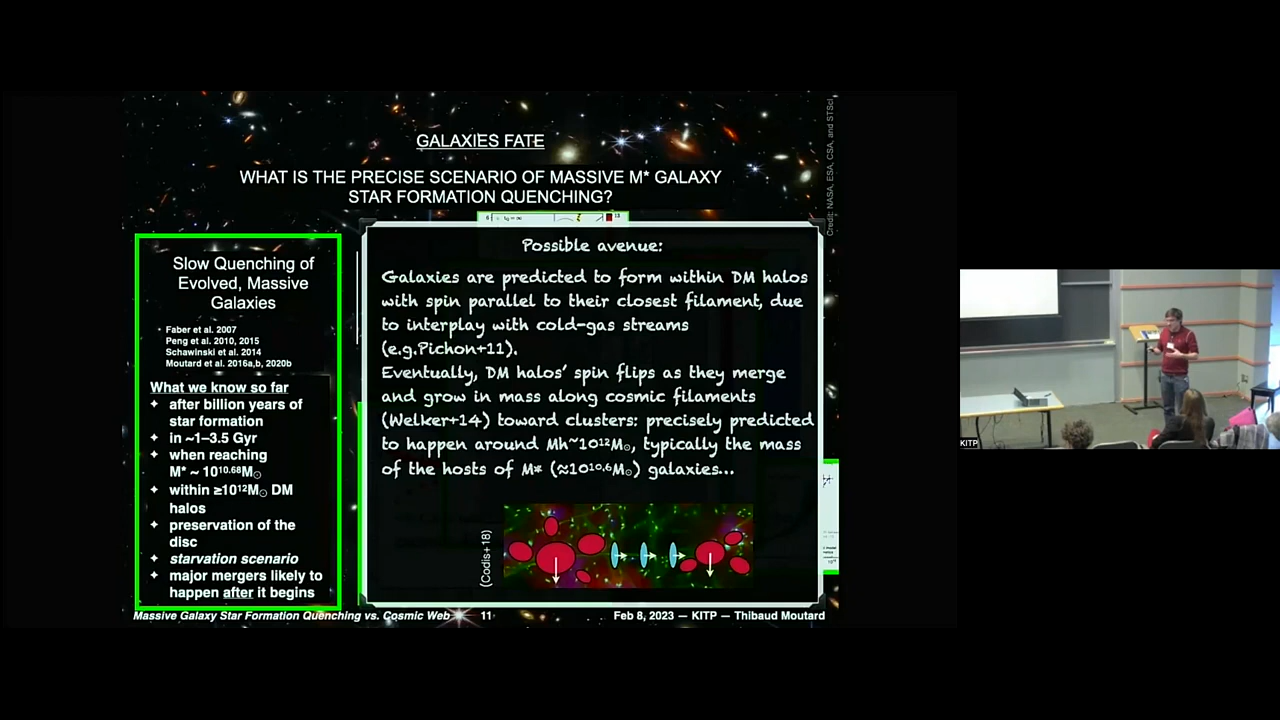 GALAXIES FATE
WHAT IS THE PRECISE SCENARIO OF MASSIVE M* GALAXY
STAR FORMATION QUENCHING?
Credit: NASA, ESA, CSA, and STScI
Slow Quenching of
Evolved, Massive
Galaxies
• Faber et al. 2007
Peng et al. 2010, 2015
Schawinski et al. 2014
Moutard et al. 2016a,b, 2020b
What we know so far
✦ after billion years of
star formation
✦ in ~1–3.5 Gyr
✦ when reaching
M* ~ 10¹⁰·⁶⁸M☉
✦ within ≥10¹²M☉ DM
halos
✦ preservation of the
disc
✦ starvation scenario
✦ major mergers likely to
happen after it begins
Possible avenue:
Galaxies are predicted to form within DM halos
with spin parallel to their closest filament, due
to interplay with cold-gas streams
(e.g.Pichon+11).
Eventually, DM halos' spin flips as they merge
and grow in mass along cosmic filaments
(Welker+14) toward clusters: precisely predicted
to happen around Mh~10¹²M☉, typically the mass
of the hosts of M* (≈10¹⁰·⁶M☉) galaxies...
(Codis+18)
Massive Galaxy Star Formation Quenching vs. Cosmic Web
11
Feb 8, 2023 — KITP — Thibaud Moutard
KITP